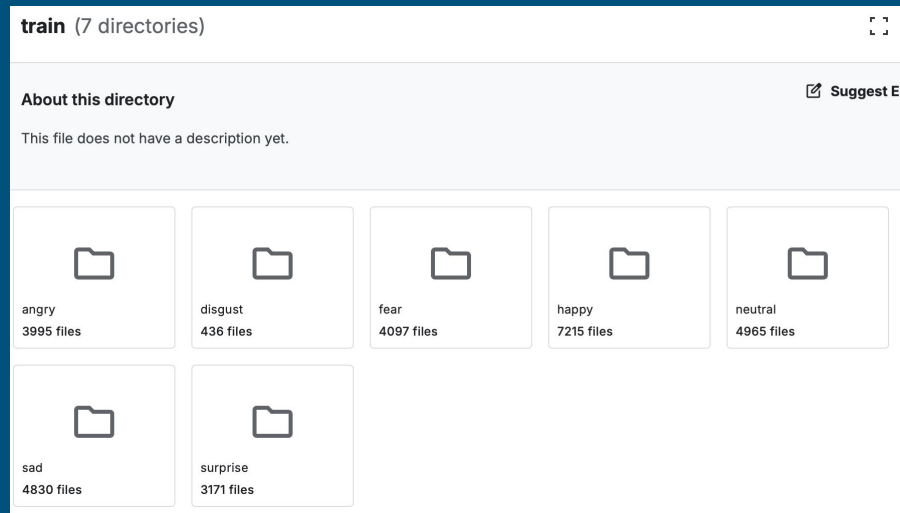 train (7 directories)
About this directory
Suggest E
This file does not have a description yet.
angry
3995 files
disgust
436 files
fear
4097 files
happy
7215 files
neutral
4965 files
sad
4830 files
surprise
3171 files